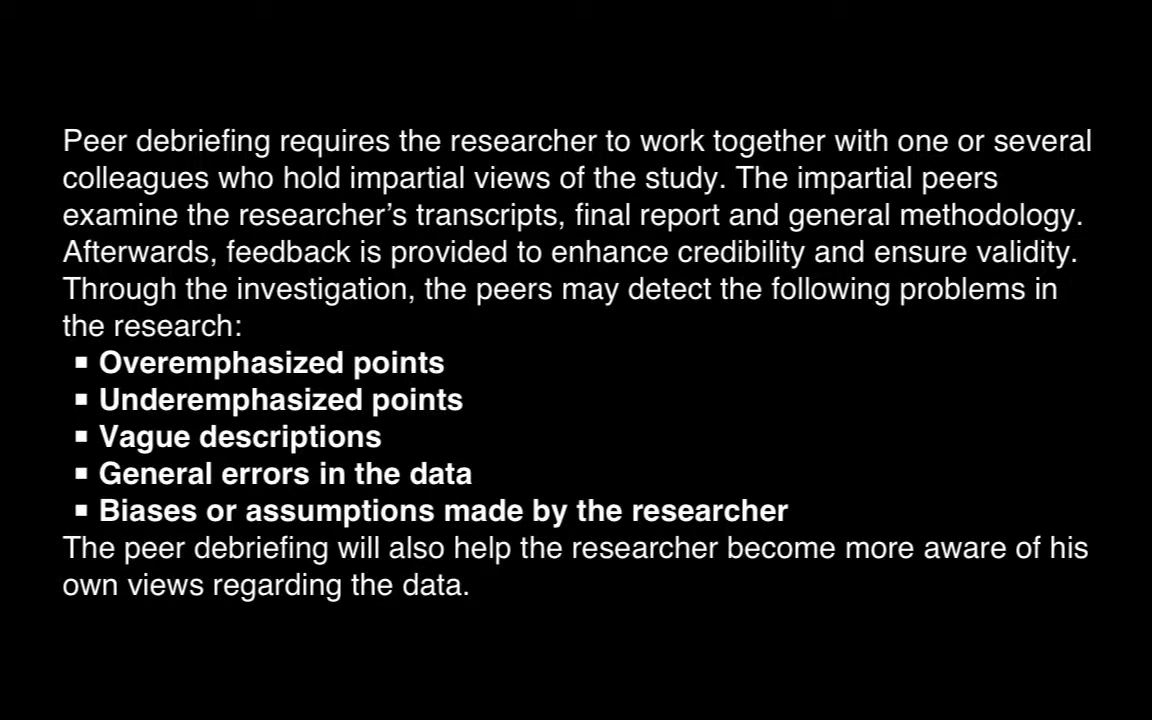 Peer debriefing requires the researcher to work together with one or several
colleagues who hold impartial views of the study. The impartial peers
examine the researcher’s transcripts, final report and general methodology.
Afterwards, feedback is provided to enhance credibility and ensure validity.
Through the investigation, the peers may detect the following problems in
the research:
▪ Overemphasized points
▪ Underemphasized points
▪ Vague descriptions
▪ General errors in the data
▪ Biases or assumptions made by the researcher
The peer debriefing will also help the researcher become more aware of his
own views regarding the data.